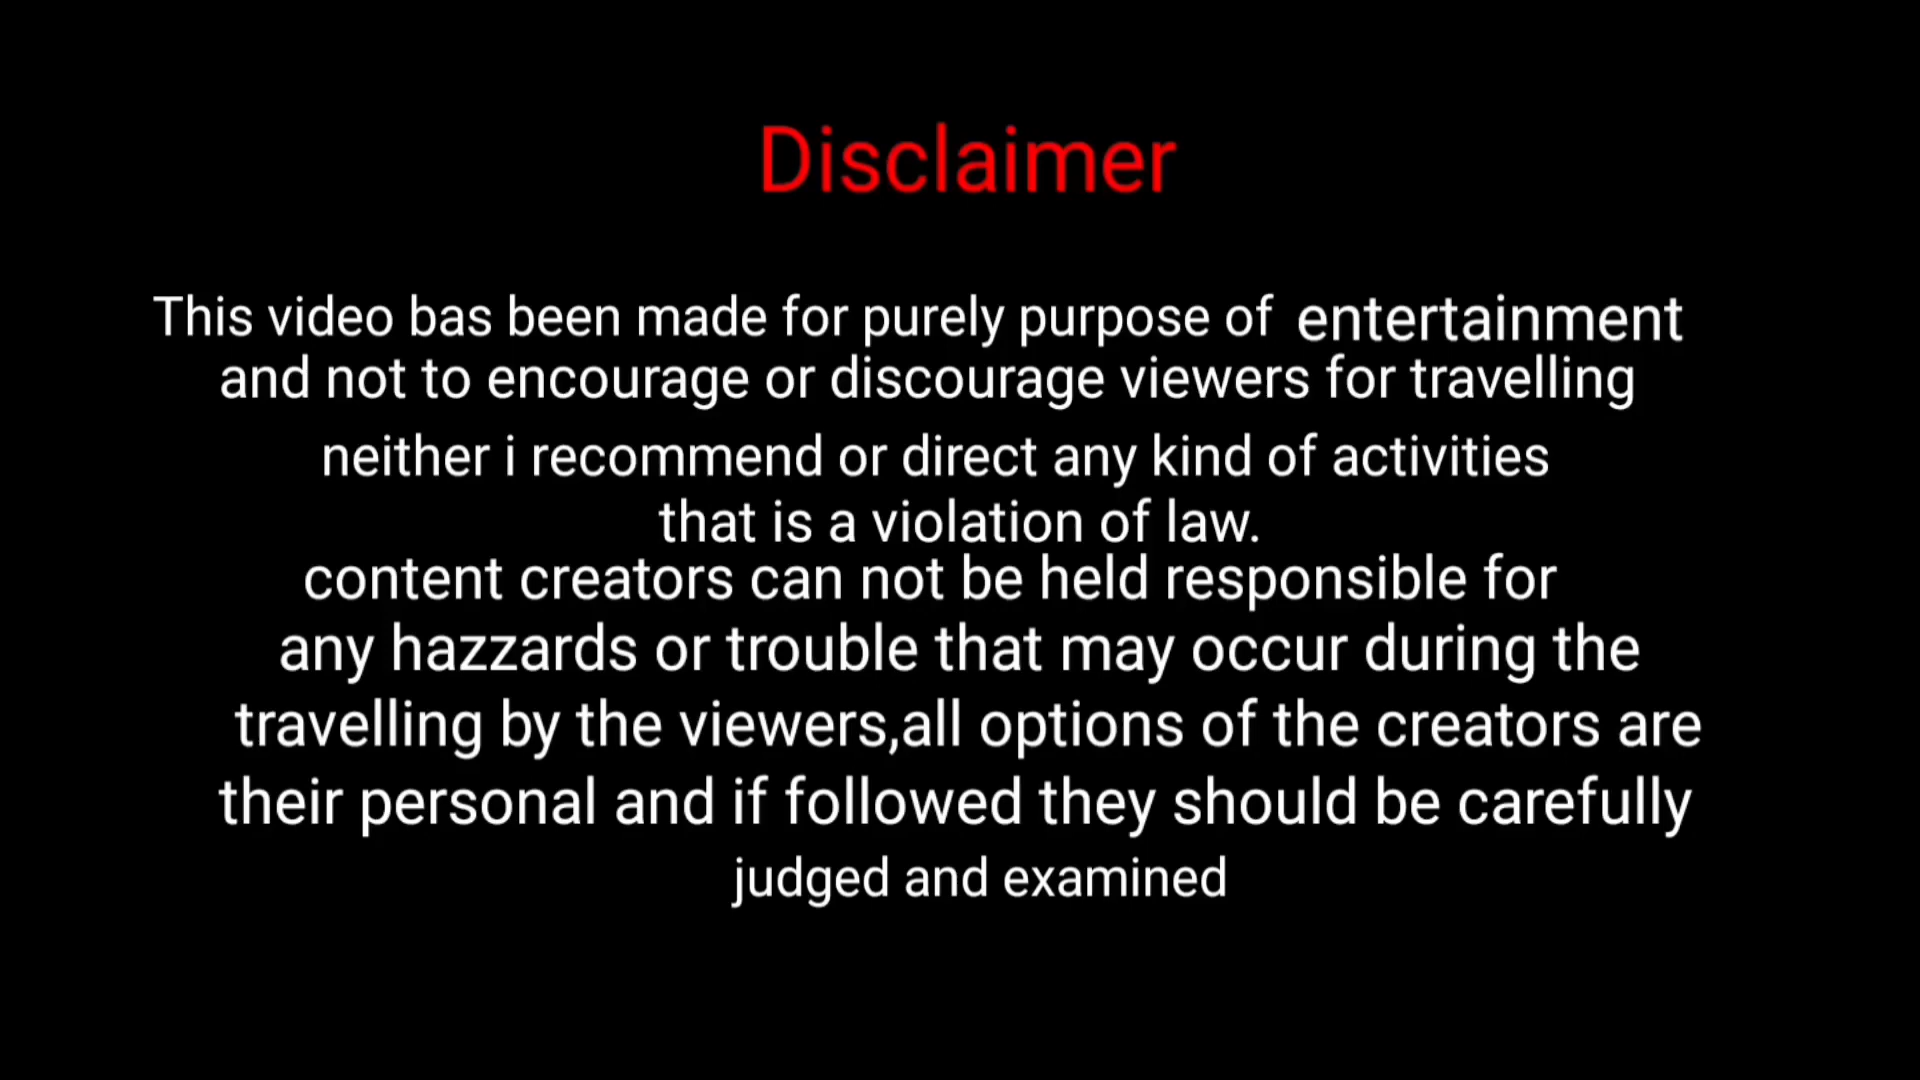 Disclaimer
This video bas been made for purely purpose of entertainment
and not to encourage or discourage viewers for travelling
neither i recommend or direct any kind of activities
that is a violation of law.
content creators can not be held responsible for
any hazzards or trouble that may occur during the
travelling by the viewers,all options of the creators are
their personal and if followed they should be carefully
judged and examined